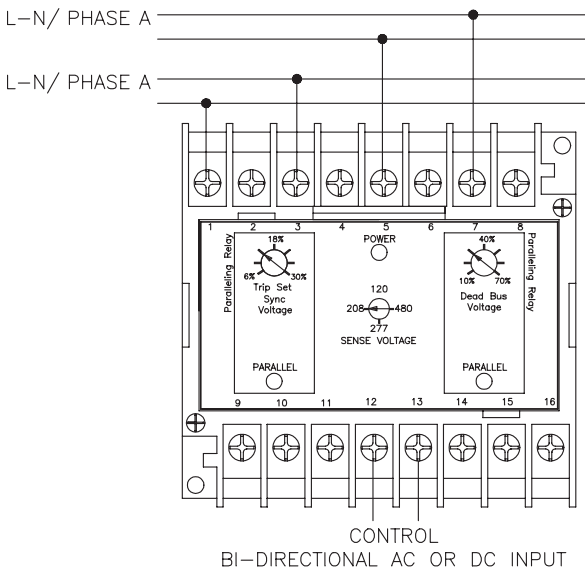 L-N/ PHASE A
L-N/ PHASE A
1 2 3 4 5 6 7 8
Paralleling Relay
18%
6% 30%
Trip Set
Sync
Voltage
PARALLEL
POWER
120
208 480
277
SENSE VOLTAGE
40%
10% 70%
Dead Bus
Voltage
PARALLEL
Paralleling Relay
9 10 11 12 13 14 15 16
CONTROL
BI-DIRECTIONAL AC OR DC INPUT